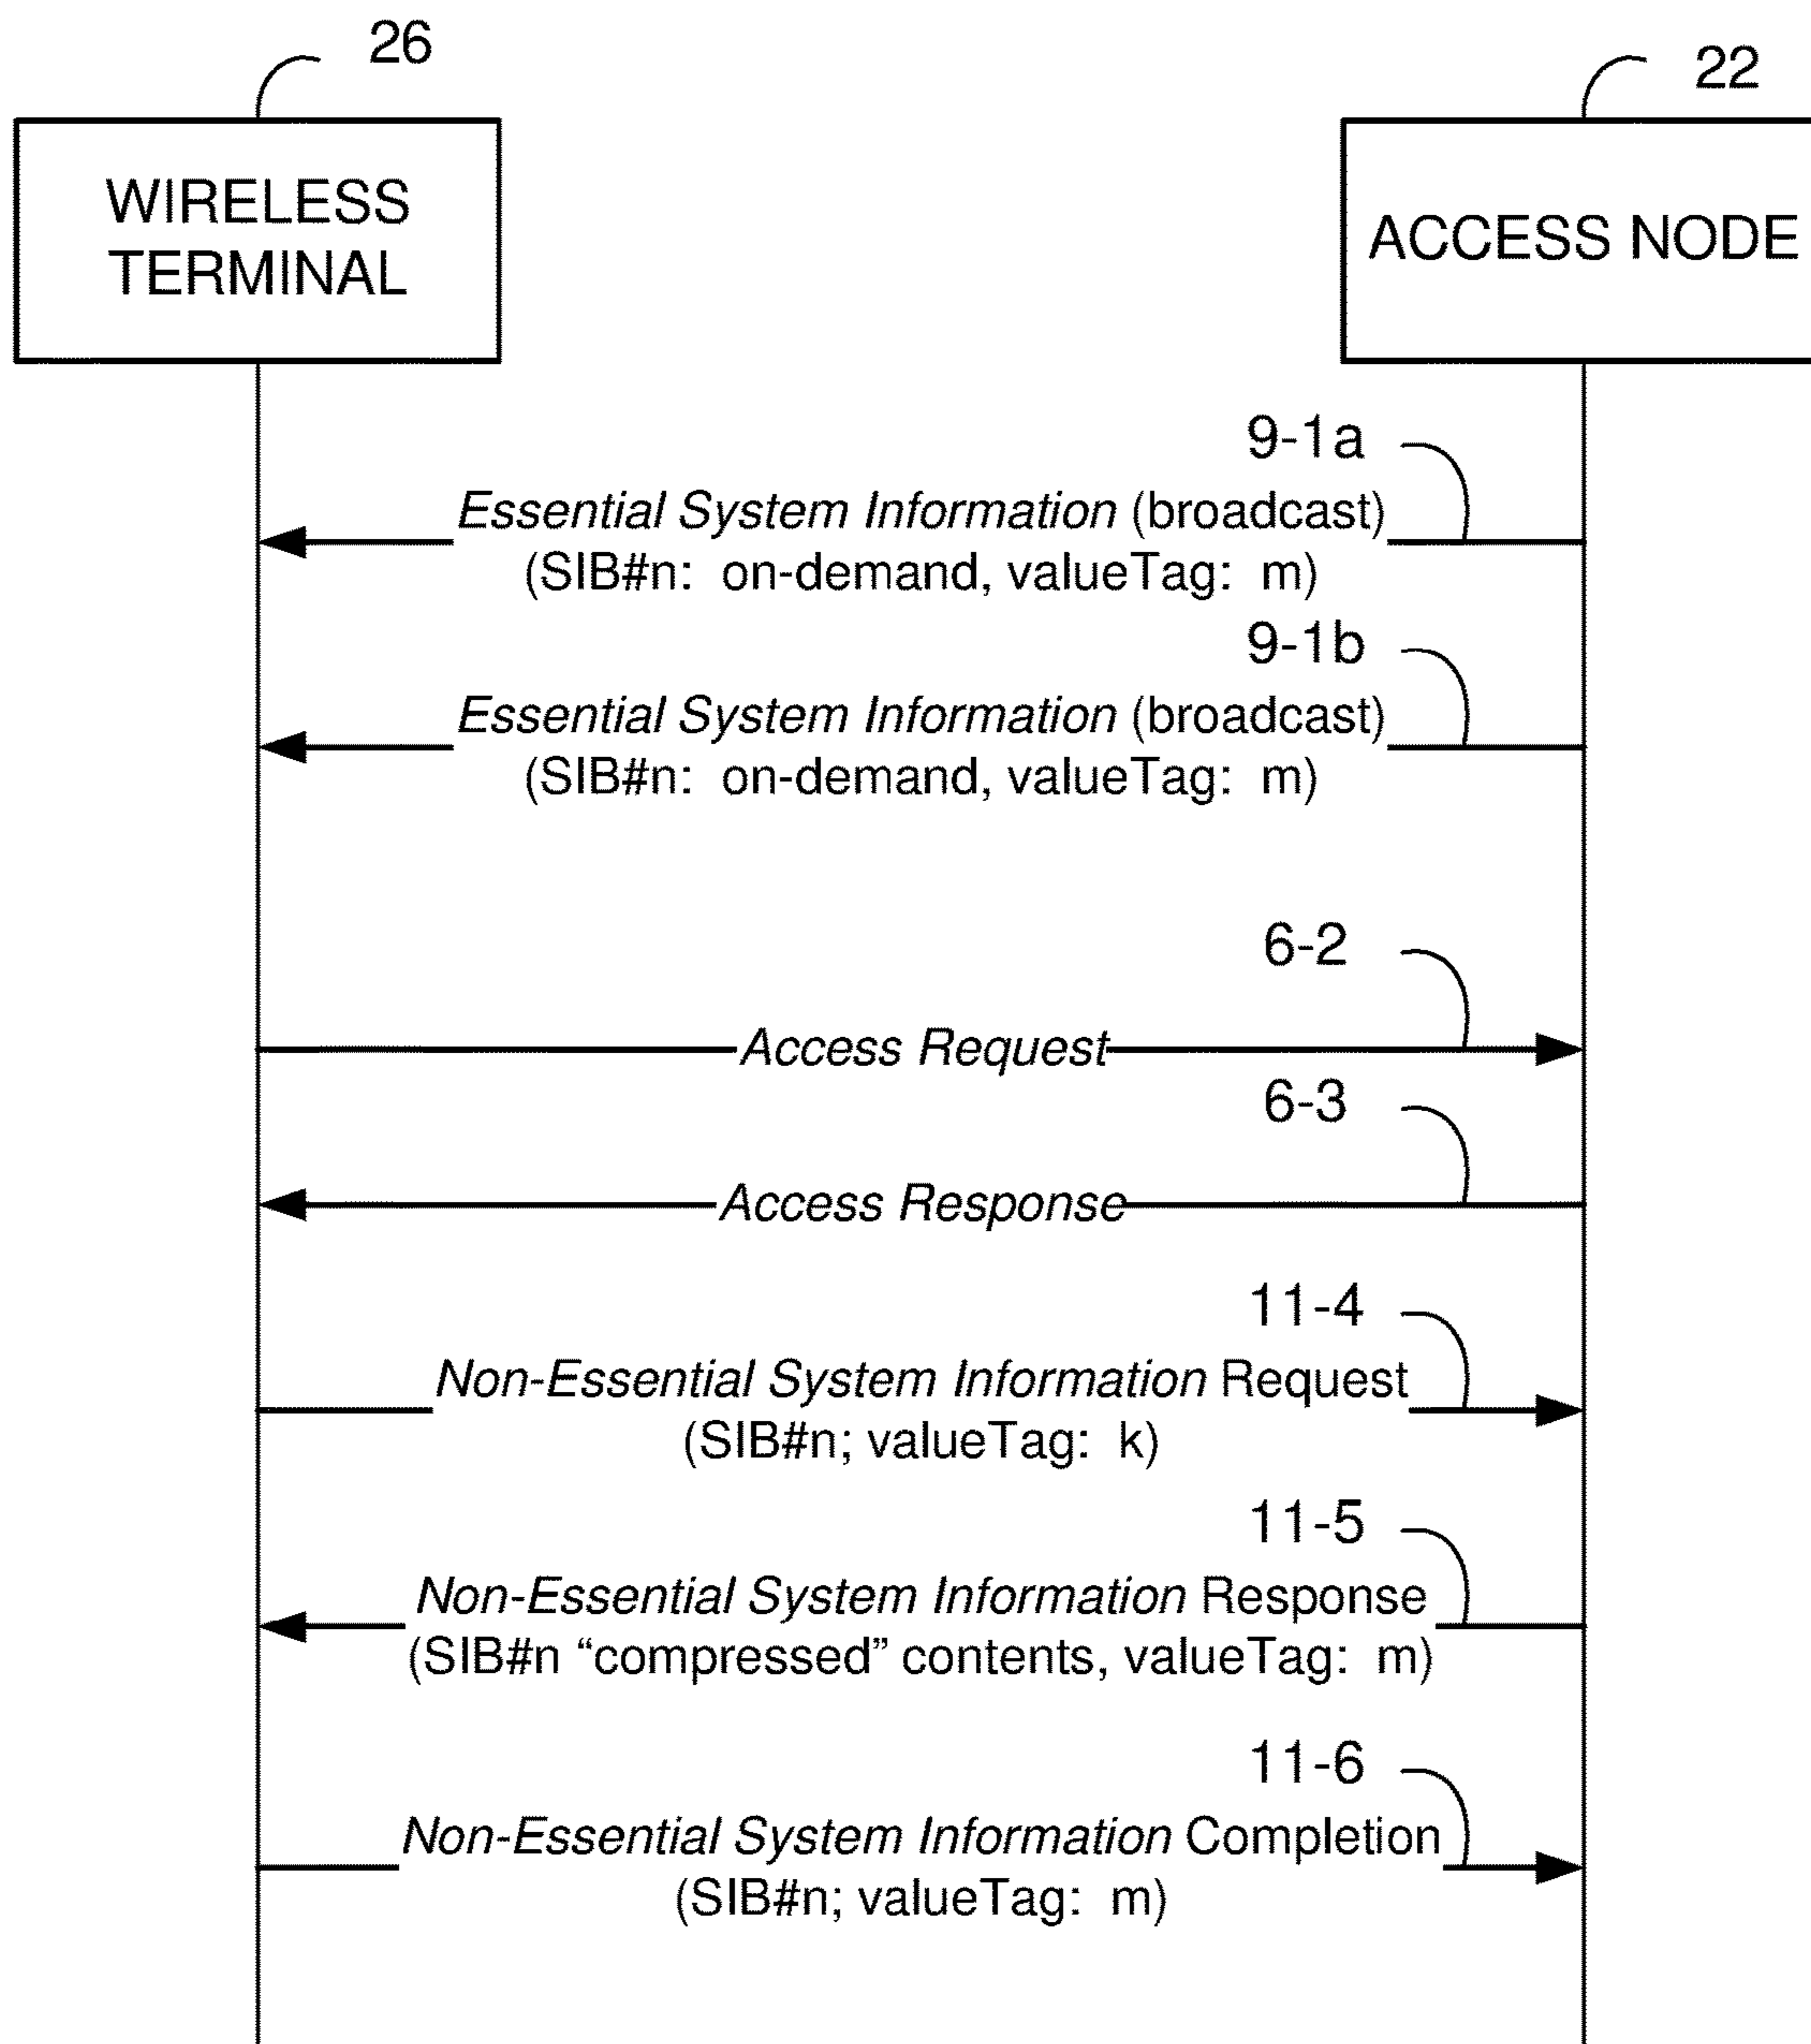 26
22
WIRELESS
TERMINAL
ACCESS NODE
9-1a
Essential System Information (broadcast)
(SIB#n: on-demand, valueTag: m)
9-1b
Essential System Information (broadcast)
(SIB#n: on-demand, valueTag: m)
6-2
Access Request
6-3
Access Response
11-4
Non-Essential System Information Request
(SIB#n; valueTag: k)
11-5
Non-Essential System Information Response
(SIB#n “compressed” contents, valueTag: m)
11-6
Non-Essential System Information Completion
(SIB#n; valueTag: m)